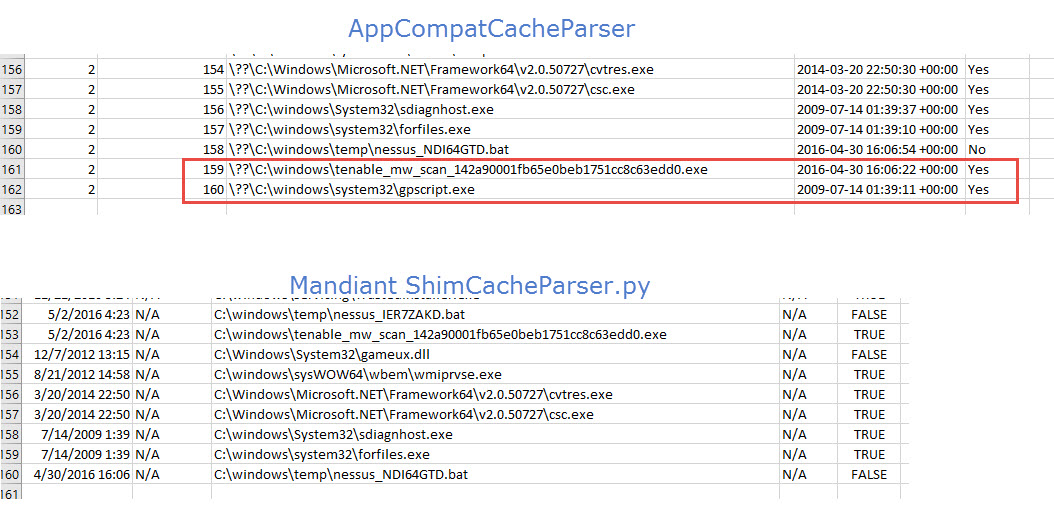 AppCompatCacheParser
156 2 154 \??\C:\Windows\Microsoft.NET\Framework64\v2.0.50727\cvtres.exe 2014-03-20 22:50:30 +00:00 Yes
157 2 155 \??\C:\Windows\Microsoft.NET\Framework64\v2.0.50727\csc.exe 2014-03-20 22:50:30 +00:00 Yes
158 2 156 \??\C:\windows\System32\sdiagnhost.exe 2009-07-14 01:39:37 +00:00 Yes
159 2 157 \??\C:\windows\system32\forfiles.exe 2009-07-14 01:39:10 +00:00 Yes
160 2 158 \??\C:\windows\temp\nessus_NDI64GTD.bat 2016-04-30 16:06:54 +00:00 No
161 2 159 \??\C:\windows\tenable_mw_scan_142a90001fb65e0beb1751cc8c63edd0.exe 2016-04-30 16:06:22 +00:00 Yes
162 2 160 \??\C:\windows\system32\gpscript.exe 2009-07-14 01:39:11 +00:00 Yes
163
Mandiant ShimCacheParser.py
152 5/2/2016 4:23 N/A C:\windows\temp\nessus_IER7ZAKD.bat N/A FALSE
153 5/2/2016 4:23 N/A C:\windows\tenable_mw_scan_142a90001fb65e0beb1751cc8c63edd0.exe N/A TRUE
154 12/7/2012 13:15 N/A C:\Windows\System32\gameux.dll N/A FALSE
155 8/21/2012 14:58 N/A C:\windows\sysWOW64\wbem\wmiprvse.exe N/A TRUE
156 3/20/2014 22:50 N/A C:\Windows\Microsoft.NET\Framework64\v2.0.50727\cvtres.exe N/A TRUE
157 3/20/2014 22:50 N/A C:\Windows\Microsoft.NET\Framework64\v2.0.50727\csc.exe N/A TRUE
158 7/14/2009 1:39 N/A C:\windows\System32\sdiagnhost.exe N/A TRUE
159 7/14/2009 1:39 N/A C:\windows\system32\forfiles.exe N/A TRUE
160 4/30/2016 16:06 N/A C:\windows\temp\nessus_NDI64GTD.bat N/A FALSE
161